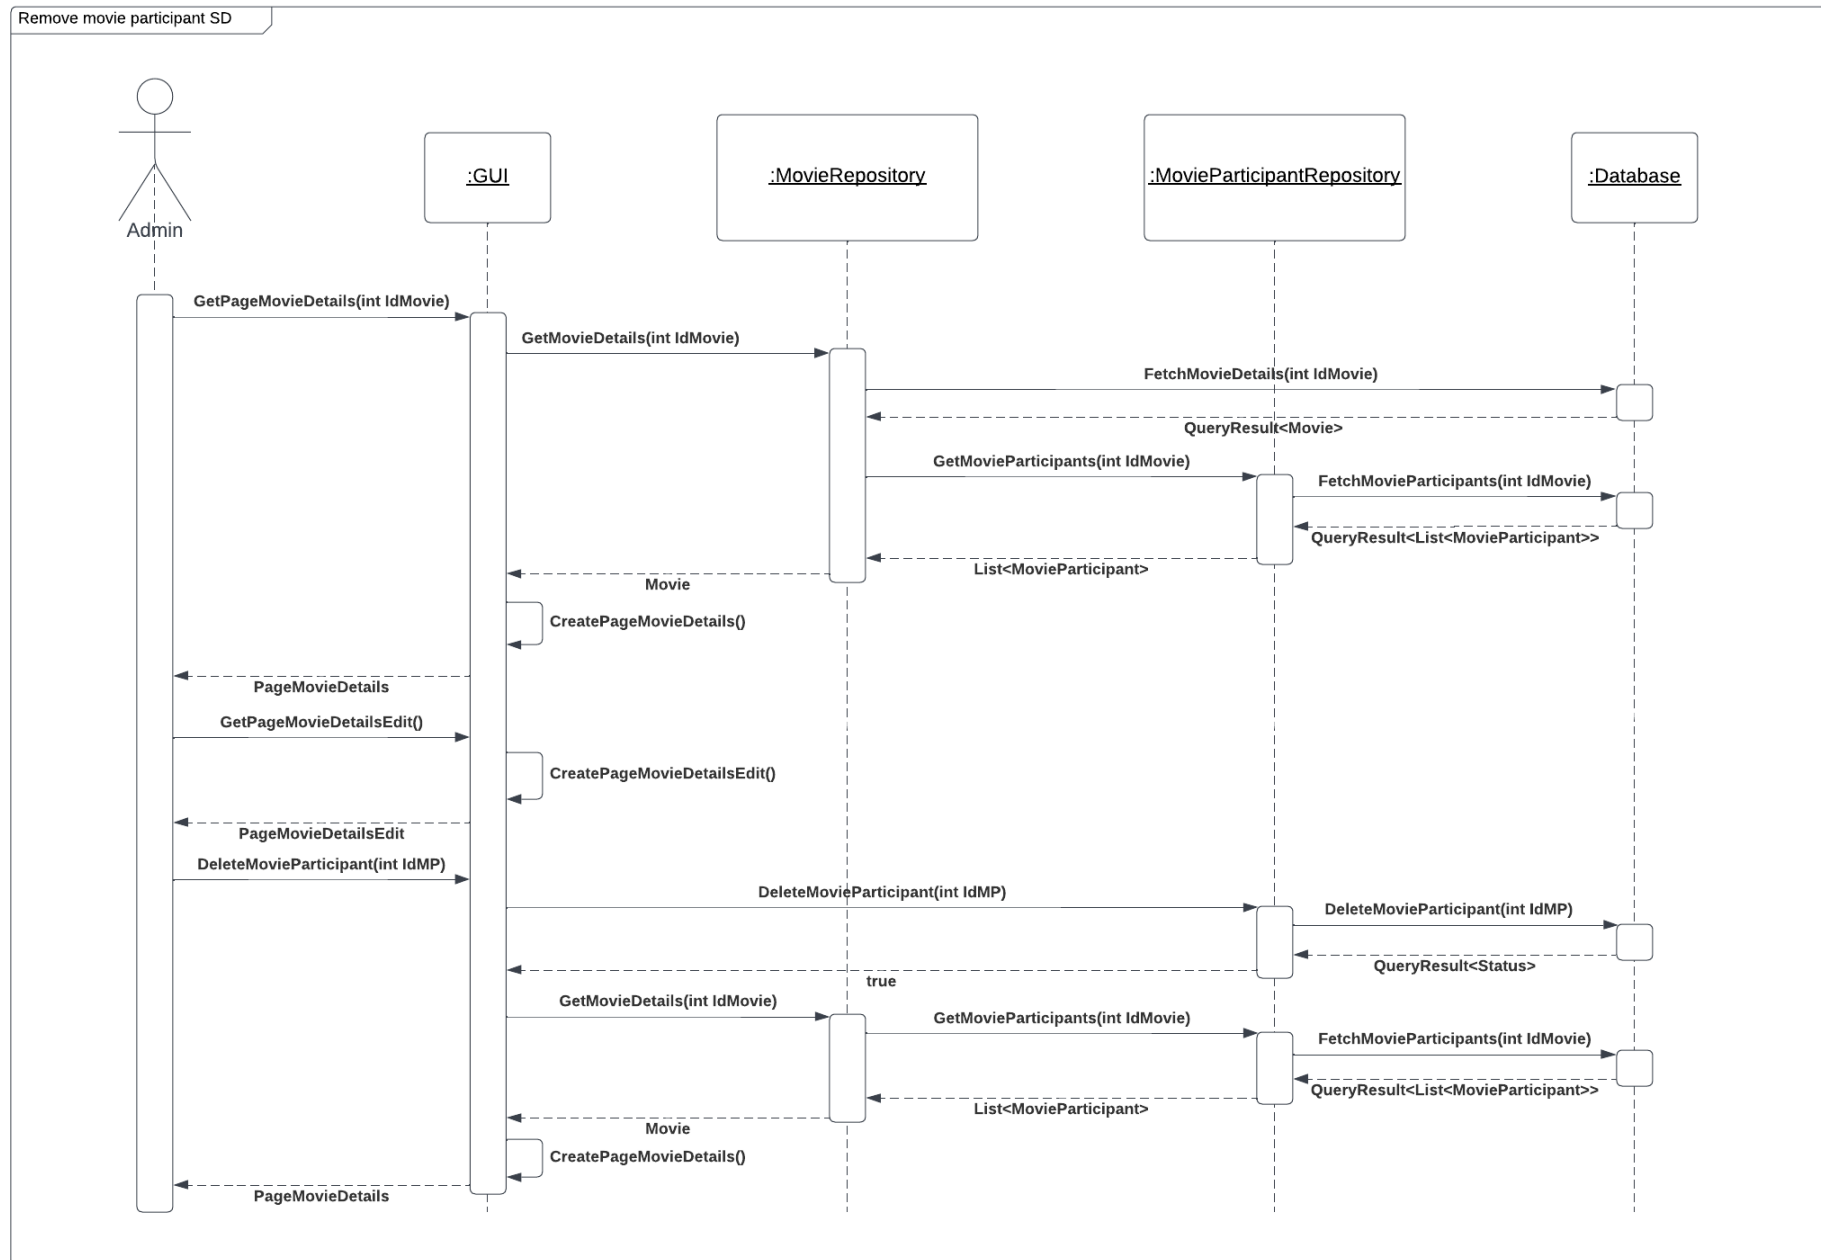 Remove movie participant SD
:GUI
:MovieRepository
:MovieParticipantRepository
:Database
Admin
GetPageMovieDetails(int IdMovie)
GetMovieDetails(int IdMovie)
FetchMovieDetails(int IdMovie)
QueryResult<Movie>
GetMovieParticipants(int IdMovie)
FetchMovieParticipants(int IdMovie)
QueryResult<List<MovieParticipant>>
List<MovieParticipant>
Movie
CreatePageMovieDetails()
PageMovieDetails
GetPageMovieDetailsEdit()
CreatePageMovieDetailsEdit()
PageMovieDetailsEdit
DeleteMovieParticipant(int IdMP)
DeleteMovieParticipant(int IdMP)
DeleteMovieParticipant(int IdMP)
QueryResult<Status>
true
GetMovieDetails(int IdMovie)
GetMovieParticipants(int IdMovie)
FetchMovieParticipants(int IdMovie)
QueryResult<List<MovieParticipant>>
List<MovieParticipant>
Movie
CreatePageMovieDetails()
PageMovieDetails